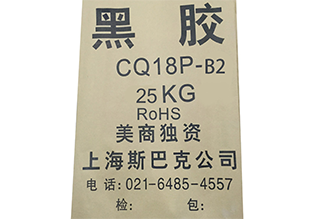 黑胶
CQ18P-B2
25KG
RoHS
美商独资
上海斯巴克公司
电话:021-6485-4557
检: 包: